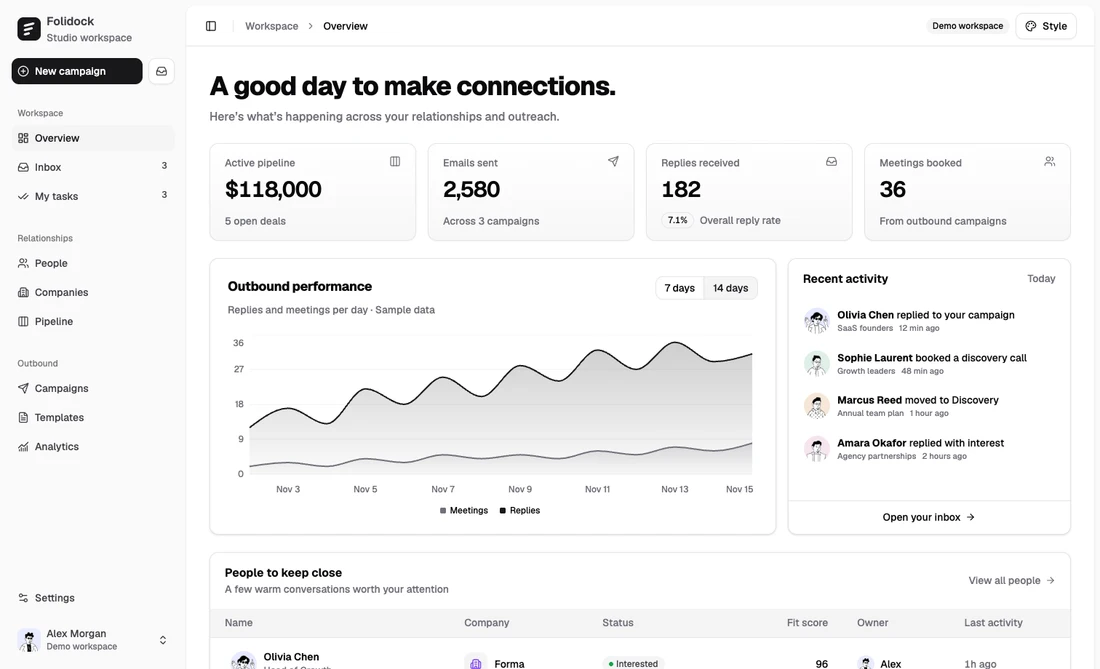 Folidock
Studio workspace
New campaign
Workspace
Overview
Inbox 3
My tasks 3
Relationships
People
Companies
Pipeline
Outbound
Campaigns
Templates
Analytics
Settings
Alex Morgan
Demo workspace
Workspace > Overview
Demo workspace
Style
A good day to make connections.
Here's what's happening across your relationships and outreach.
Active pipeline
$118,000
5 open deals
Emails sent
2,580
Across 3 campaigns
Replies received
182
7.1% Overall reply rate
Meetings booked
36
From outbound campaigns
Outbound performance
7 days 14 days
Replies and meetings per day · Sample data
36
27
18
9
0
Nov 3 Nov 5 Nov 7 Nov 9 Nov 11 Nov 13 Nov 15
Meetings Replies
Recent activity Today
Olivia Chen replied to your campaign
SaaS founders 12 min ago
Sophie Laurent booked a discovery call
Growth leaders 48 min ago
Marcus Reed moved to Discovery
Annual team plan 1 hour ago
Amara Okafor replied with interest
Agency partnerships 2 hours ago
Open your inbox →
People to keep close
A few warm conversations worth your attention
View all people →
Name Company Status Fit score Owner Last activity
Olivia Chen Forma Interested 96 Alex 1h ago